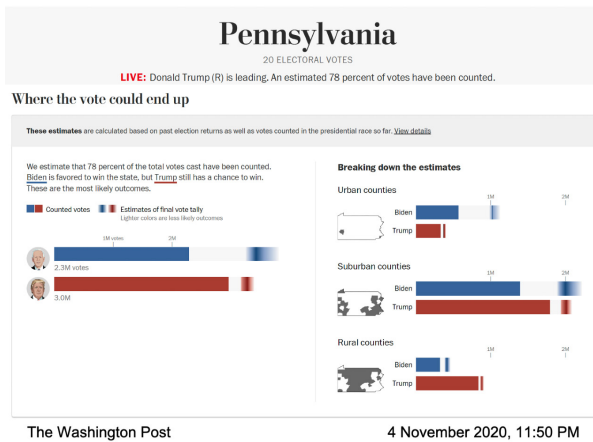 Pennsylvania
20 ELECTORAL VOTES
LIVE: Donald Trump (R) is leading. An estimated 78 percent of votes have been counted.
Where the vote could end up
These estimates are calculated based on past election returns as well as votes counted in the presidential race so far. View details
We estimate that 78 percent of the total votes cast have been counted.
Biden is favored to win the state, but Trump still has a chance to win.
These are the most likely outcomes.
Counted votes
Estimates of final vote tally
Lighter colors are less likely outcomes
1M votes 2M
2.3M votes
3.0M
Breaking down the estimates
Urban counties
1M 2M
Biden
Trump
Suburban counties
1M 2M
Biden
Trump
Rural counties
1M 2M
Biden
Trump
The Washington Post
4 November 2020, 11:50 PM